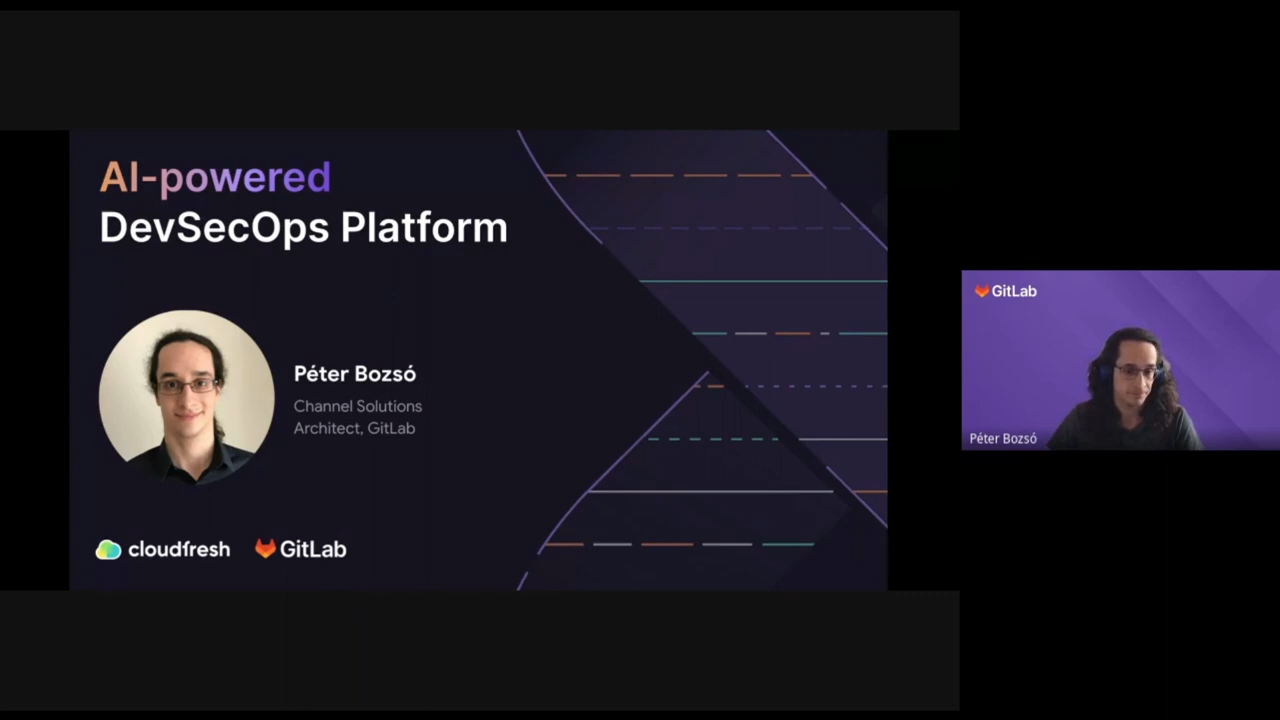 AI-powered
DevSecOps Platform
Péter Bozsó
Channel Solutions
Architect, GitLab
cloudfresh
GitLab
GitLab
Péter Bozsó